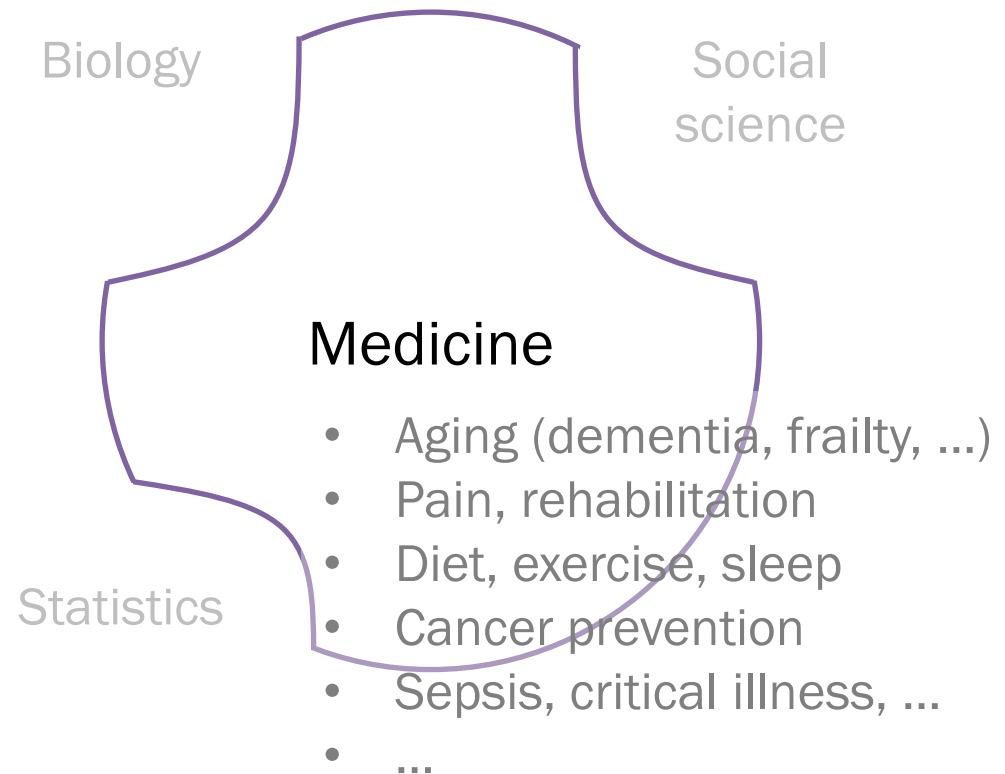 Biology
Social
science
Medicine
• Aging (dementia, frailty, ...)
• Pain, rehabilitation
• Diet, exercise, sleep
Statistics
• Cancer prevention
• Sepsis, critical illness, ...
• ...